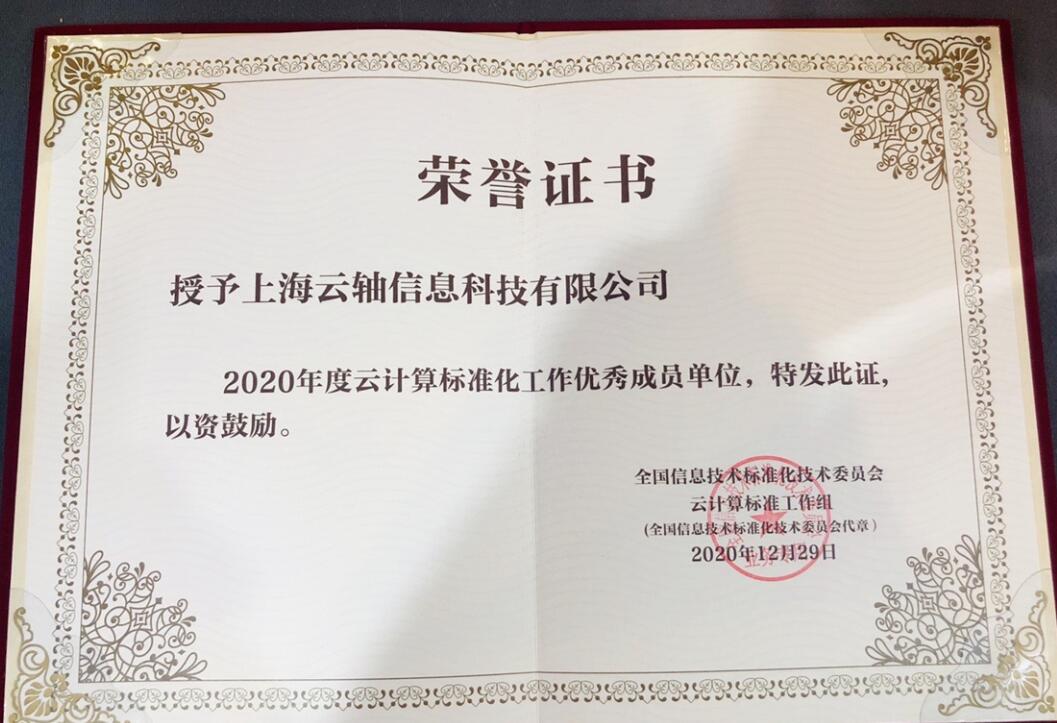 荣誉证书
授予上海云轴信息科技有限公司
2020年度云计算标准化工作优秀成员单位，特发此证，
以资鼓励。
全国信息技术标准化技术委员会
云计算标准工作组
(全国信息技术标准化技术委员会代章)
2020年12月29日